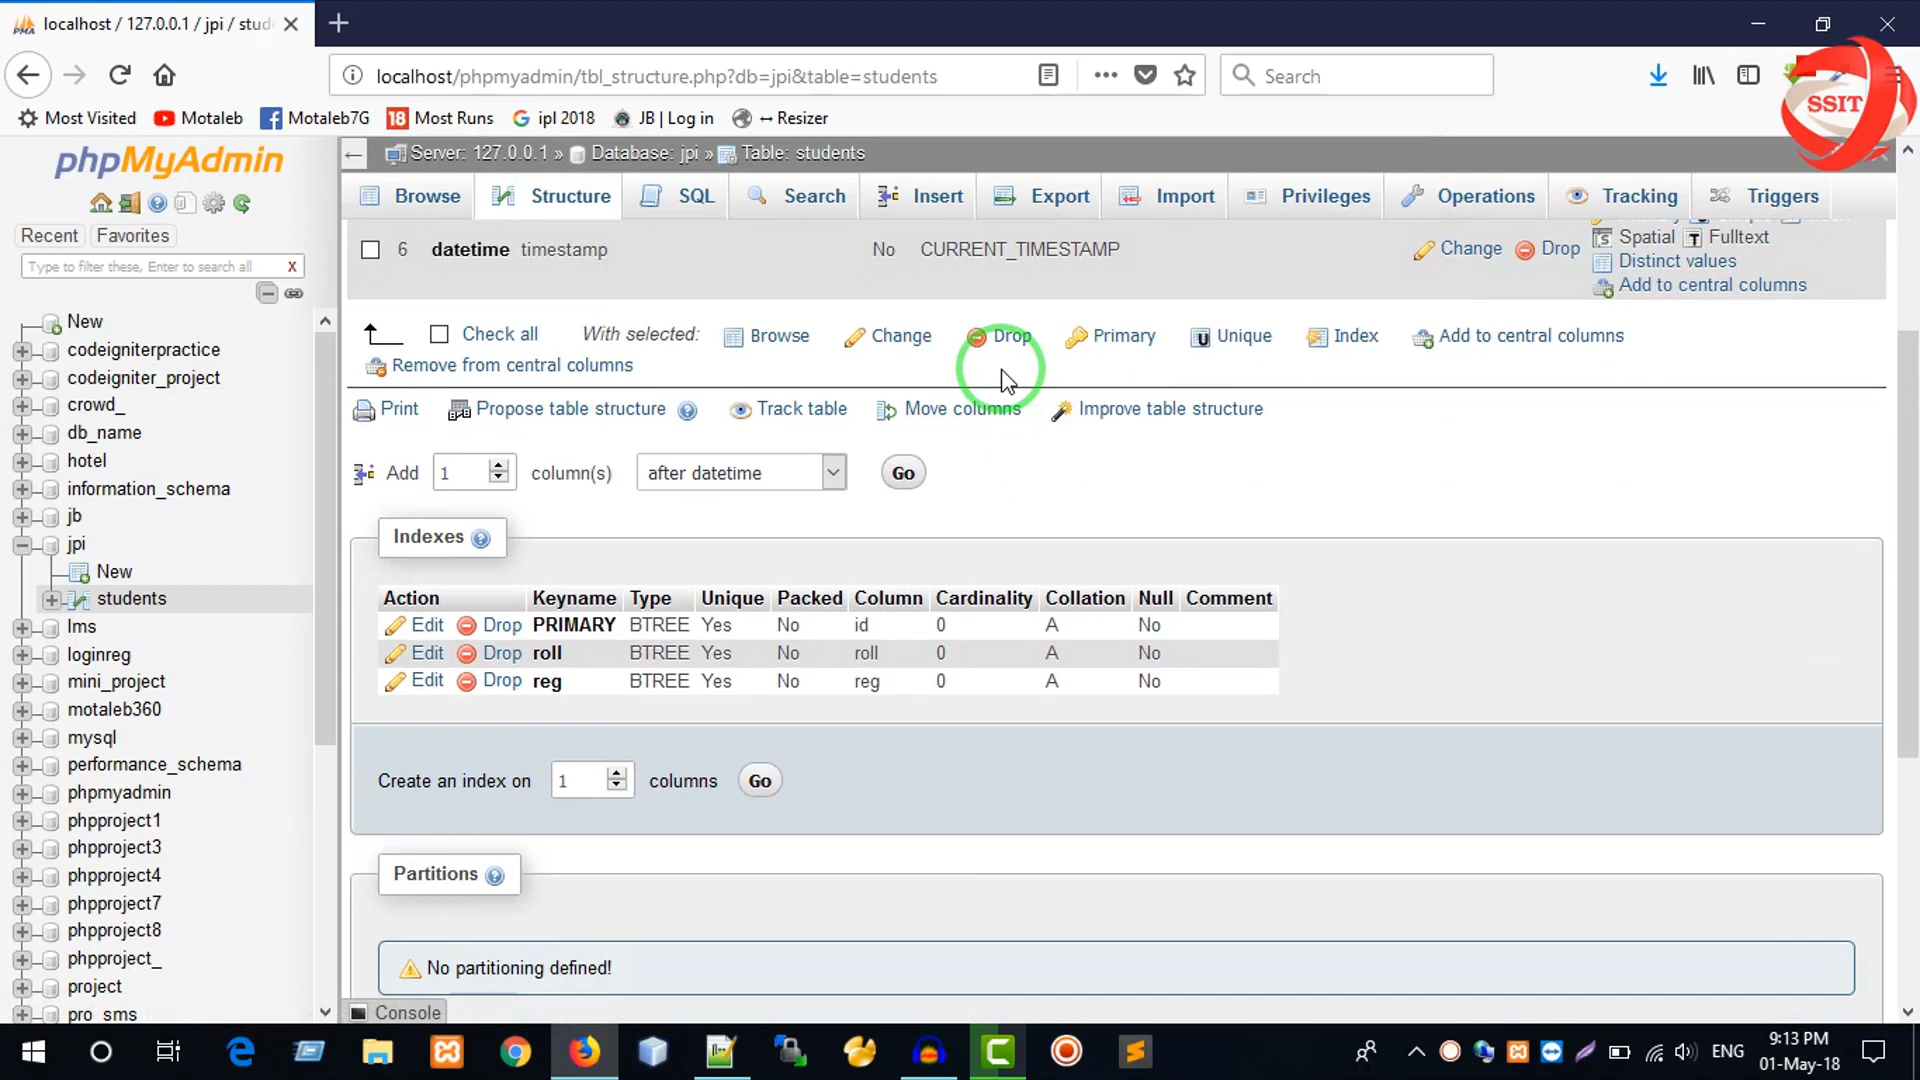 localhost / 127.0.0.1 / jpi / stud
localhost/phpmyadmin/tbl_structure.php?db=jpi&table=students
Search
SSIT
Most Visited Motaleb Motaleb7G 18 Most Runs ipl 2018 JB | Log in ↔ Resizer
phpMyAdmin
Server: 127.0.0.1 » Database: jpi » Table: students
Browse Structure SQL Search Insert Export Import Privileges Operations Tracking Triggers
Recent Favorites
Type to filter these, Enter to search all X
6 datetime timestamp No CURRENT_TIMESTAMP Change Drop
Spatial Fulltext
Distinct values
Add to central columns
Check all With selected: Browse Change Drop Primary Unique Index Add to central columns
Remove from central columns
Print Propose table structure Track table Move columns Improve table structure
Add 1 column(s) after datetime Go
Indexes
Action Keyname Type Unique Packed Column Cardinality Collation Null Comment
Edit Drop PRIMARY BTREE Yes No id 0 A No
Edit Drop roll BTREE Yes No roll 0 A No
Edit Drop reg BTREE Yes No reg 0 A No
Create an index on 1 columns Go
Partitions
No partitioning defined!
Console
New
codeigniterpractice
codeigniter_project
crowd_
db_name
hotel
information_schema
jb
jpi
New
students
lms
loginreg
mini_project
motaleb360
mysql
performance_schema
phpmyadmin
phpproject1
phpproject3
phpproject4
phpproject7
phpproject8
phpproject_
project
pro_sms
ENG
9:13 PM
01-May-18